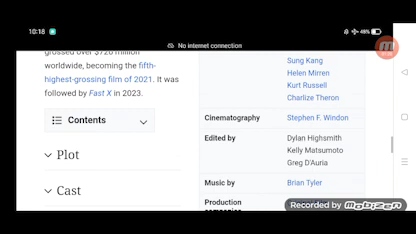 10:18
48%
No internet connection
grossed over $726 million
worldwide, becoming the fifth-
highest-grossing film of 2021. It was
followed by Fast X in 2023.
Contents
Plot
Cast
Sung Kang
Helen Mirren
Kurt Russell
Charlize Theron
Cinematography Stephen F. Windon
Edited by Dylan Highsmith
Kelly Matsumoto
Greg D'Auria
Music by Brian Tyler
Production
Recorded by Mobizen